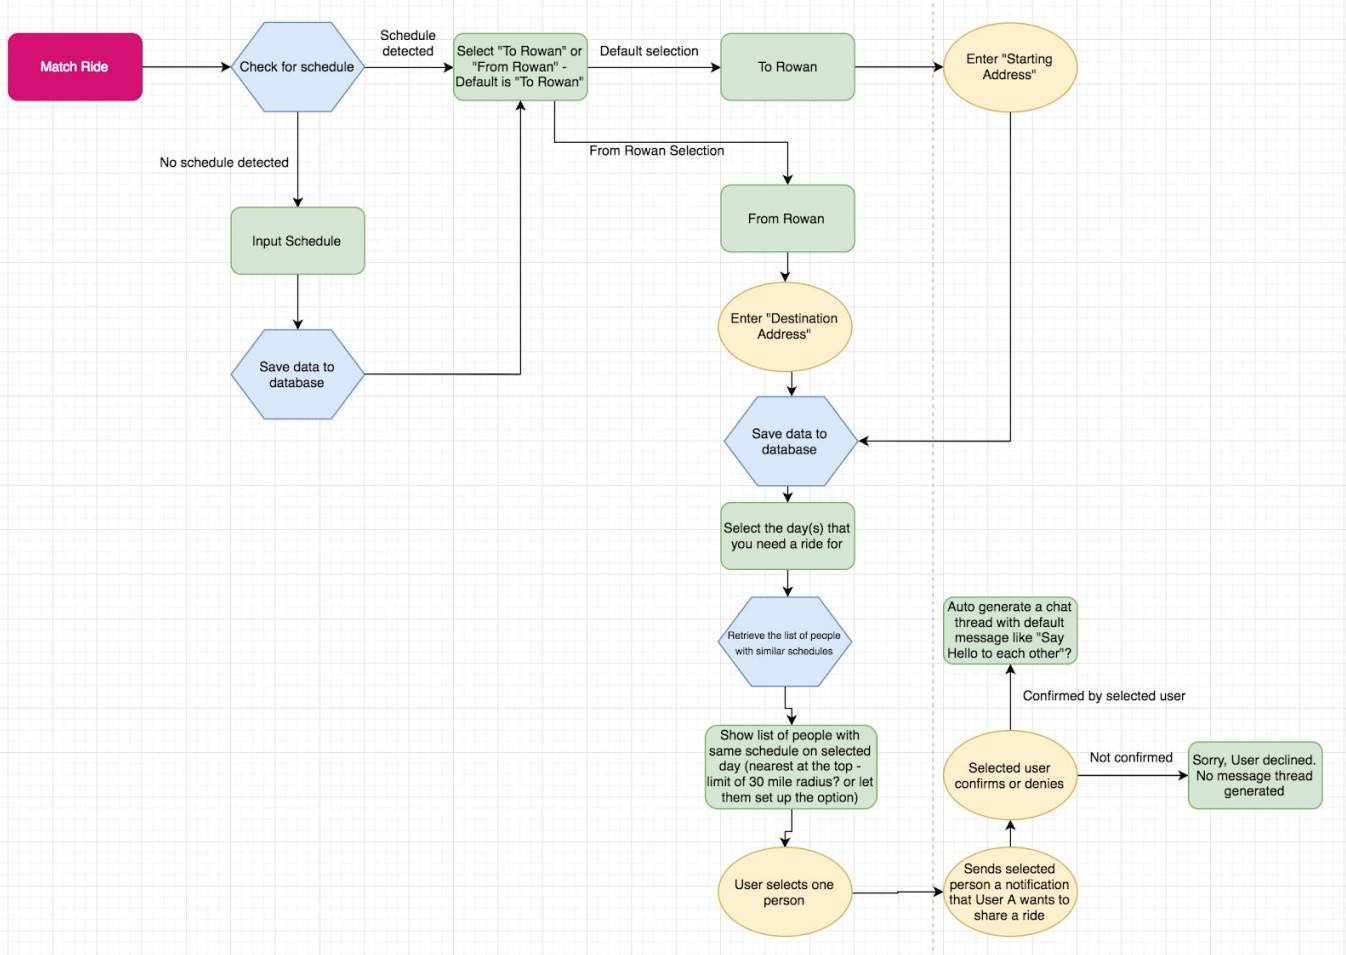 Match Ride
Check for schedule
Schedule
detected
Select "To Rowan" or
"From Rowan" -
Default is "To Rowan"
Default selection
To Rowan
Enter "Starting
Address"
No schedule detected
From Rowan Selection
Input Schedule
From Rowan
Save data to
database
Enter "Destination
Address"
Save data to
database
Select the day(s) that
you need a ride for
Retrieve the list of people
with similar schedules
Show list of people with
same schedule on selected
day (nearest at the top -
limit of 30 mile radius? or let
them set up the option)
User selects one
person
Sends selected
person a notification
that User A wants to
share a ride
Selected user
confirms or denies
Confirmed by selected user
Auto generate a chat
thread with default
message like "Say
Hello to each other"?
Not confirmed
Sorry, User declined.
No message thread
generated